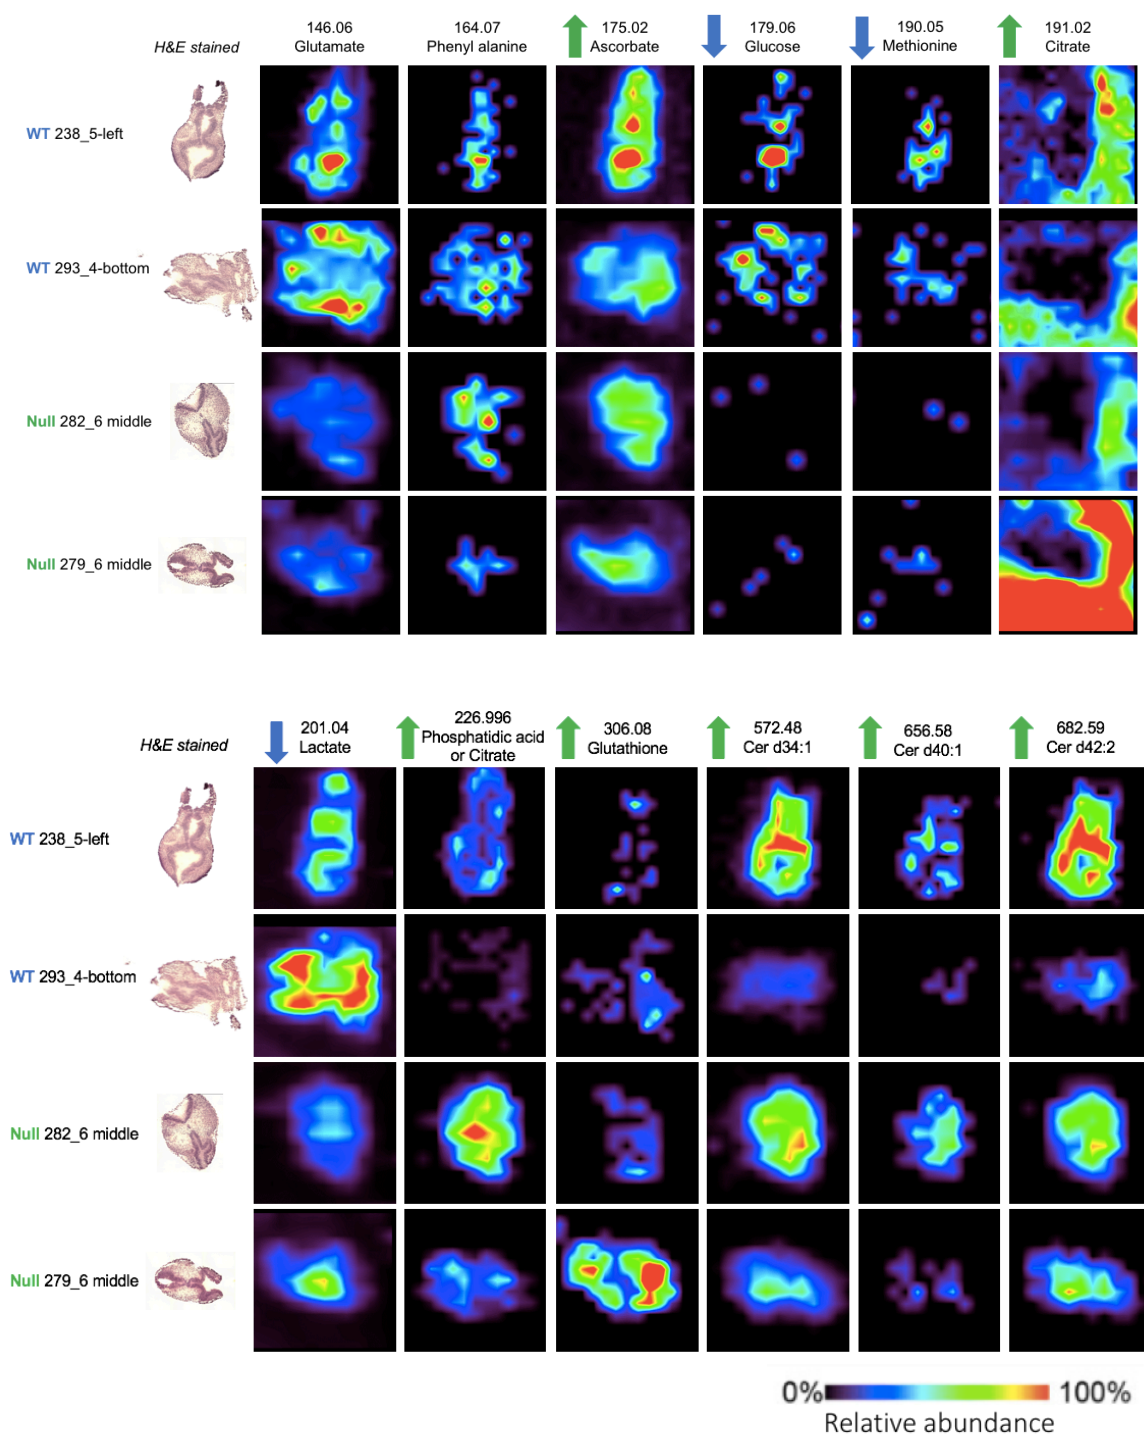 H&E stained
146.06
Glutamate
164.07
Phenyl alanine
175.02
Ascorbate
179.06
Glucose
190.05
Methionine
191.02
Citrate
WT 238_5-left
WT 293_4-bottom
Null 282_6 middle
Null 279_6 middle
H&E stained
201.04
Lactate
226.996
Phosphatidic acid
or Citrate
306.08
Glutathione
572.48
Cer d34:1
656.58
Cer d40:1
682.59
Cer d42:2
WT 238_5-left
WT 293_4-bottom
Null 282_6 middle
Null 279_6 middle
0% 100%
Relative abundance